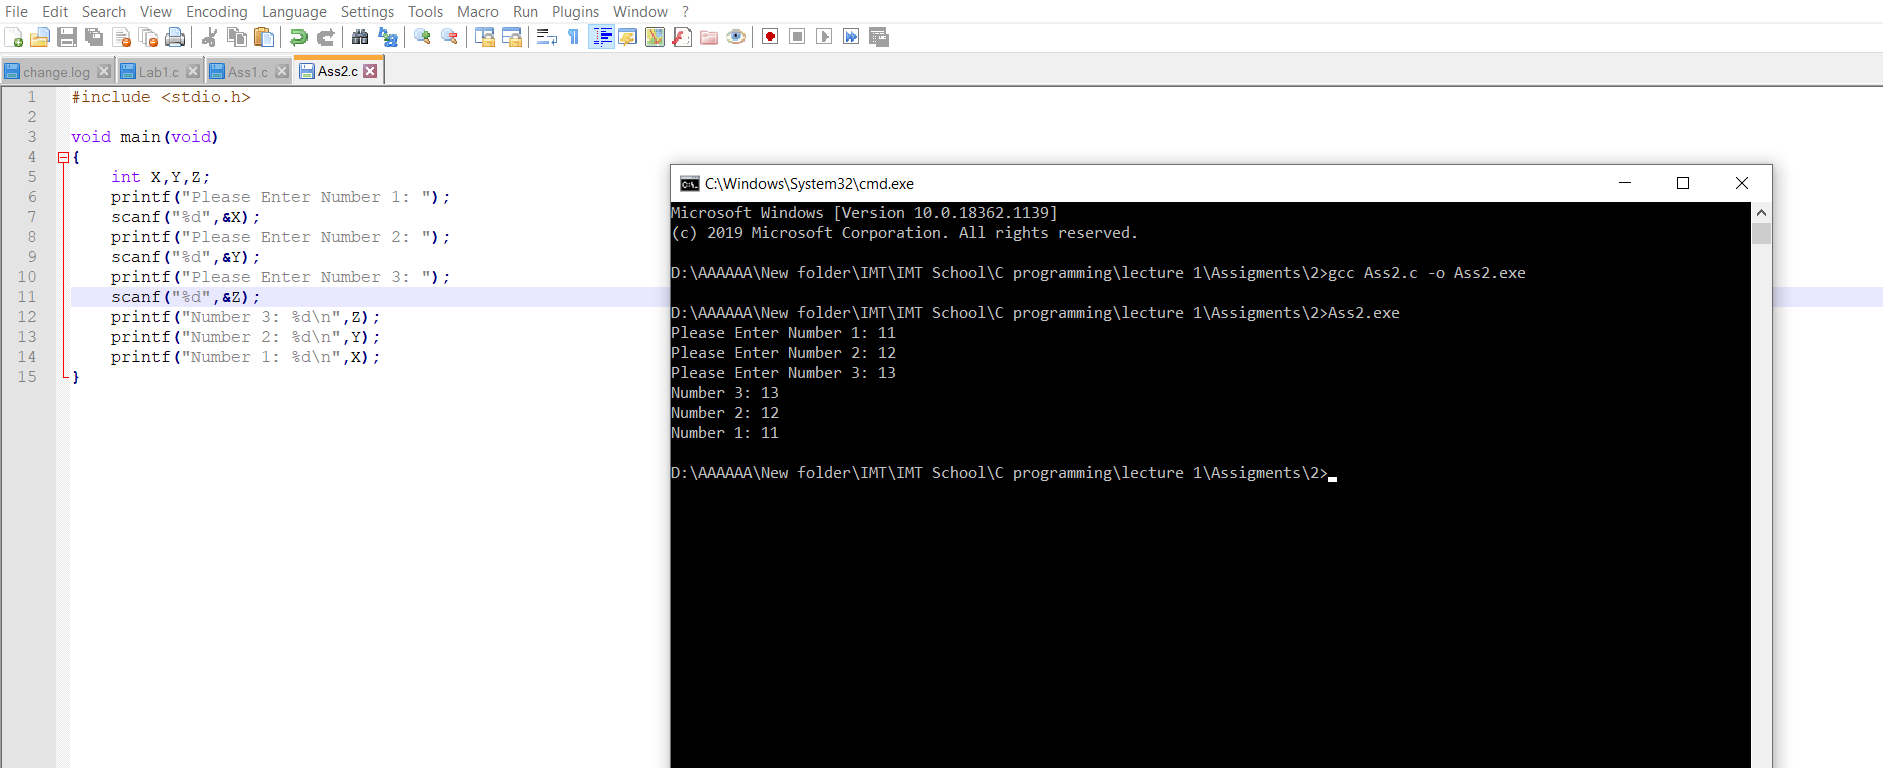 File Edit Search View Encoding Language Settings Tools Macro Run Plugins Window ?
change.log Lab1.c Ass1.c Ass2.c
1 #include <stdio.h>
2
3 void main(void)
4 {
5 int X,Y,Z;
6 printf("Please Enter Number 1: ");
7 scanf("%d",&X);
8 printf("Please Enter Number 2: ");
9 scanf("%d",&Y);
10 printf("Please Enter Number 3: ");
11 scanf("%d",&Z);
12 printf("Number 3: %d\n",Z);
13 printf("Number 2: %d\n",Y);
14 printf("Number 1: %d\n",X);
15 }
C:\Windows\System32\cmd.exe
Microsoft Windows [Version 10.0.18362.1139]
(c) 2019 Microsoft Corporation. All rights reserved.
D:\AAAAAA\New folder\IMT\IMT School\C programming\lecture 1\Assigments\2>gcc Ass2.c -o Ass2.exe
D:\AAAAAA\New folder\IMT\IMT School\C programming\lecture 1\Assigments\2>Ass2.exe
Please Enter Number 1: 11
Please Enter Number 2: 12
Please Enter Number 3: 13
Number 3: 13
Number 2: 12
Number 1: 11
D:\AAAAAA\New folder\IMT\IMT School\C programming\lecture 1\Assigments\2>